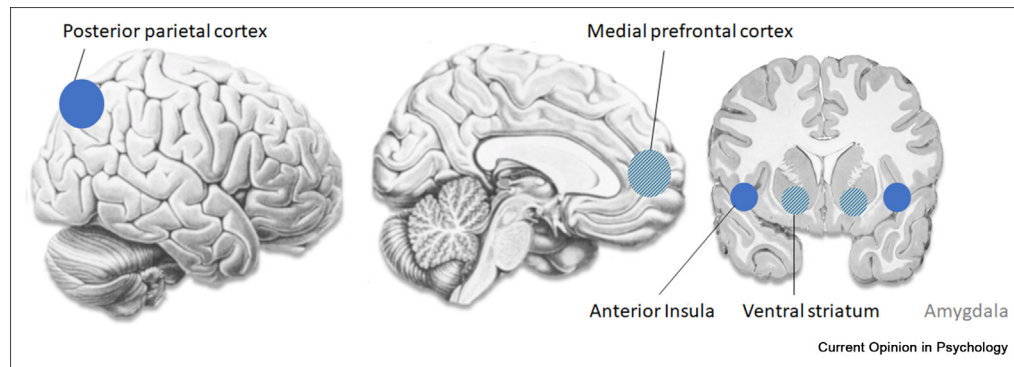 Posterior parietal cortex
Medial prefrontal cortex
Anterior Insula
Ventral striatum
Amygdala
Current Opinion in Psychology